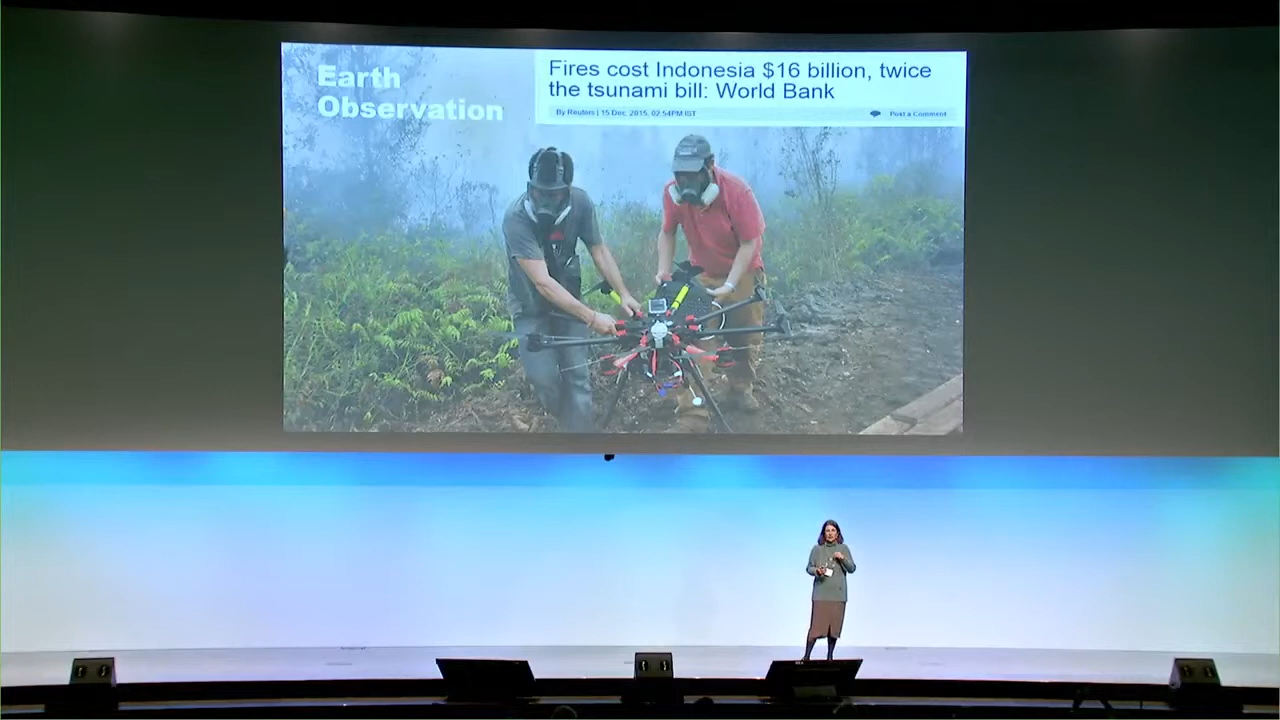 Earth
Observation
Fires cost Indonesia $16 billion, twice
the tsunami bill: World Bank
By Reuters | 15 Dec, 2015, 02.54PM IST
Post a Comment